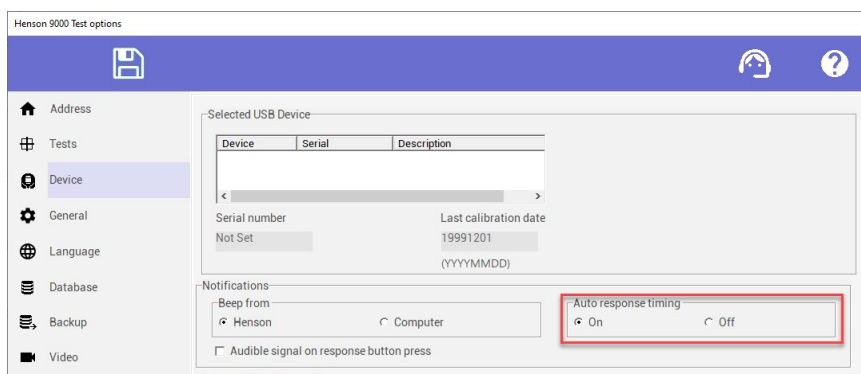 Henson 9000 Test options
Address
Tests
Device
General
Language
Database
Backup
Video
Selected USB Device
Device Serial Description
Serial number Last calibration date
Not Set 19991201
(YYYYMMDD)
Notifications
Beep from Auto response timing
Henson Computer On Off
Audible signal on response button press